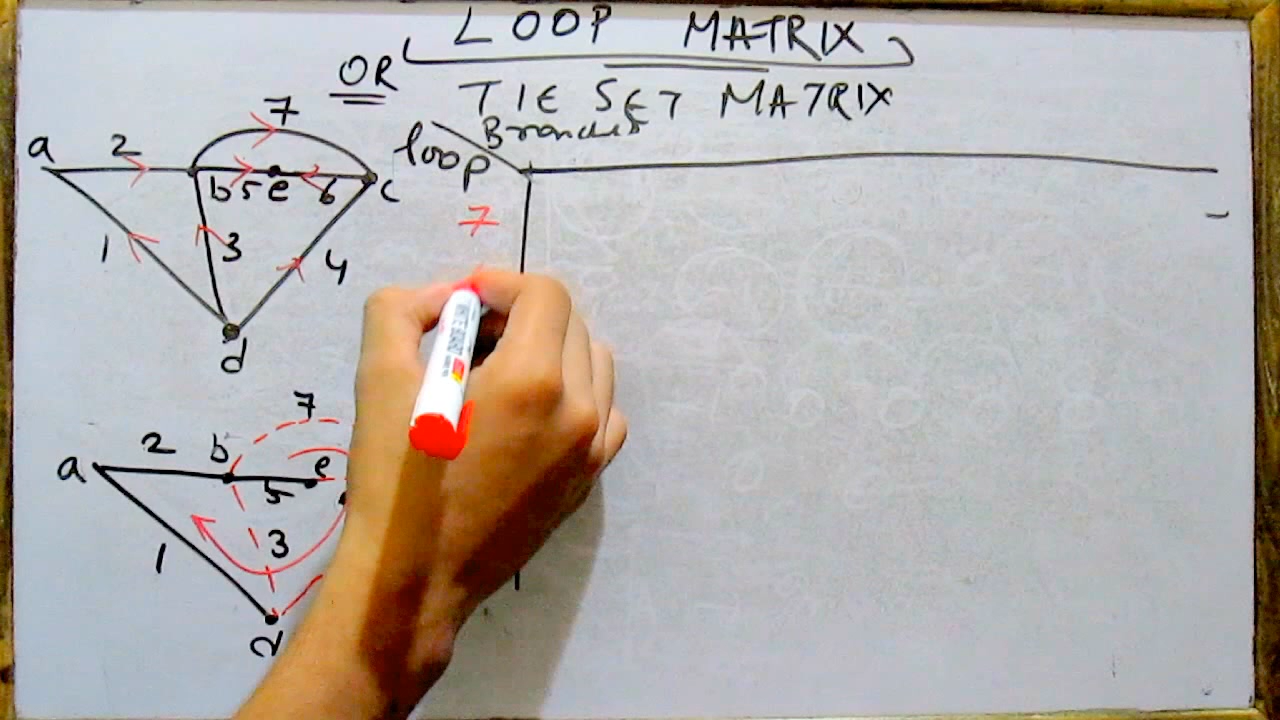 LOOP MATRIX
OR
TIE SET MATRIX
Branches
loop
7
7
a 2 b 5 e 6 c
1 3 4
d
7
a 2 b 5 e
1 3
d